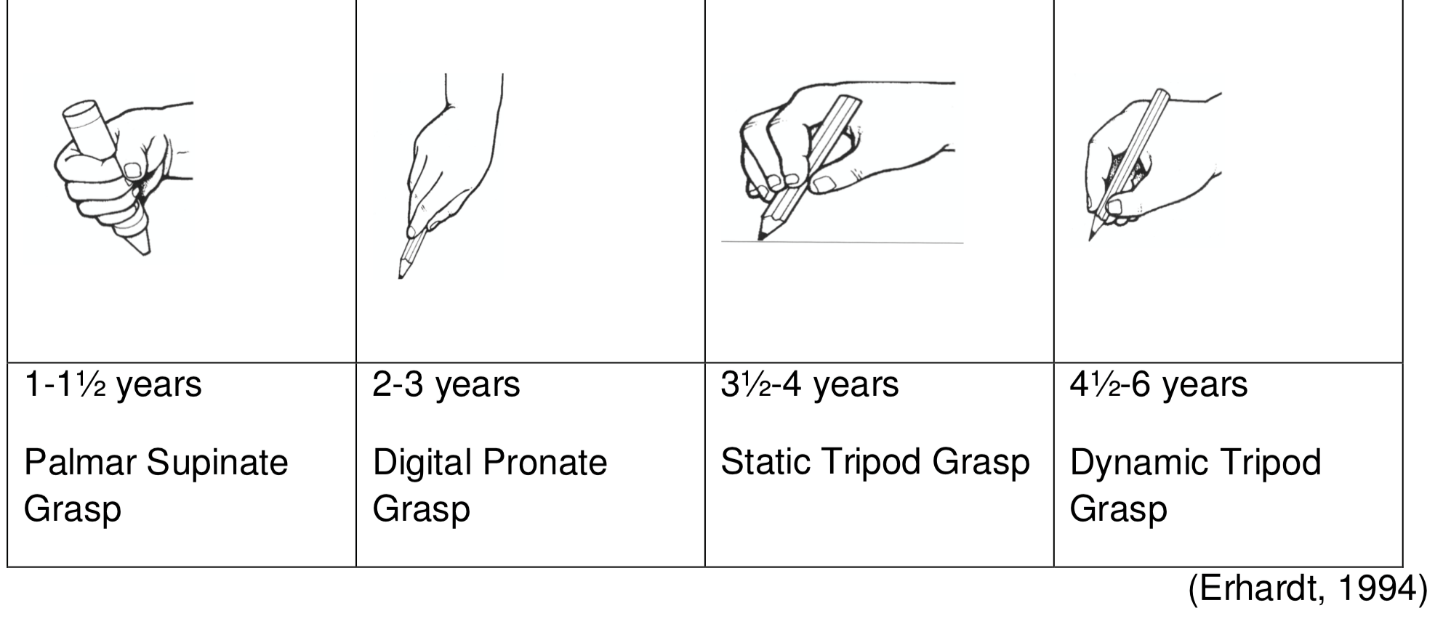 1-1½ years
Palmar Supinate
Grasp
2-3 years
Digital Pronate
Grasp
3½-4 years
Static Tripod Grasp
4½-6 years
Dynamic Tripod
Grasp
(Erhardt, 1994)